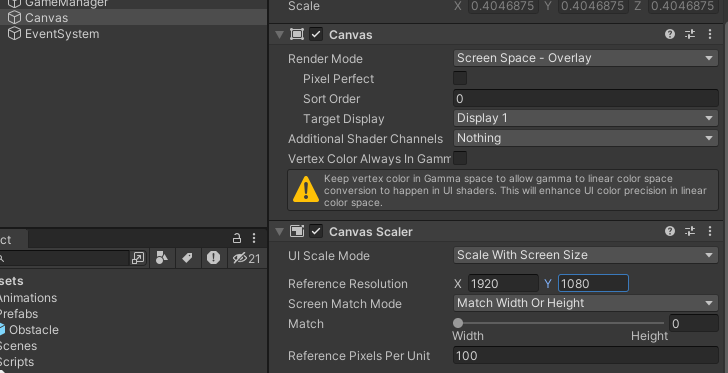 GameManager
Canvas
EventSystem
Scale X 0.4046875 Y 0.4046875 Z 0.4046875
Canvas
Render Mode Screen Space - Overlay
Pixel Perfect
Sort Order 0
Target Display Display 1
Additional Shader Channels Nothing
Vertex Color Always In Gamm
Keep vertex color in Gamma space to allow gamma to linear color space
conversion to happen in UI shaders. This will enhance UI color precision in linear
color space.
ct
Canvas Scaler
21
UI Scale Mode Scale With Screen Size
sets
Reference Resolution X 1920 Y 1080
Animations
Screen Match Mode Match Width Or Height
Prefabs
Match 0
Obstacle
Width Height
Scenes
Reference Pixels Per Unit 100
Scripts